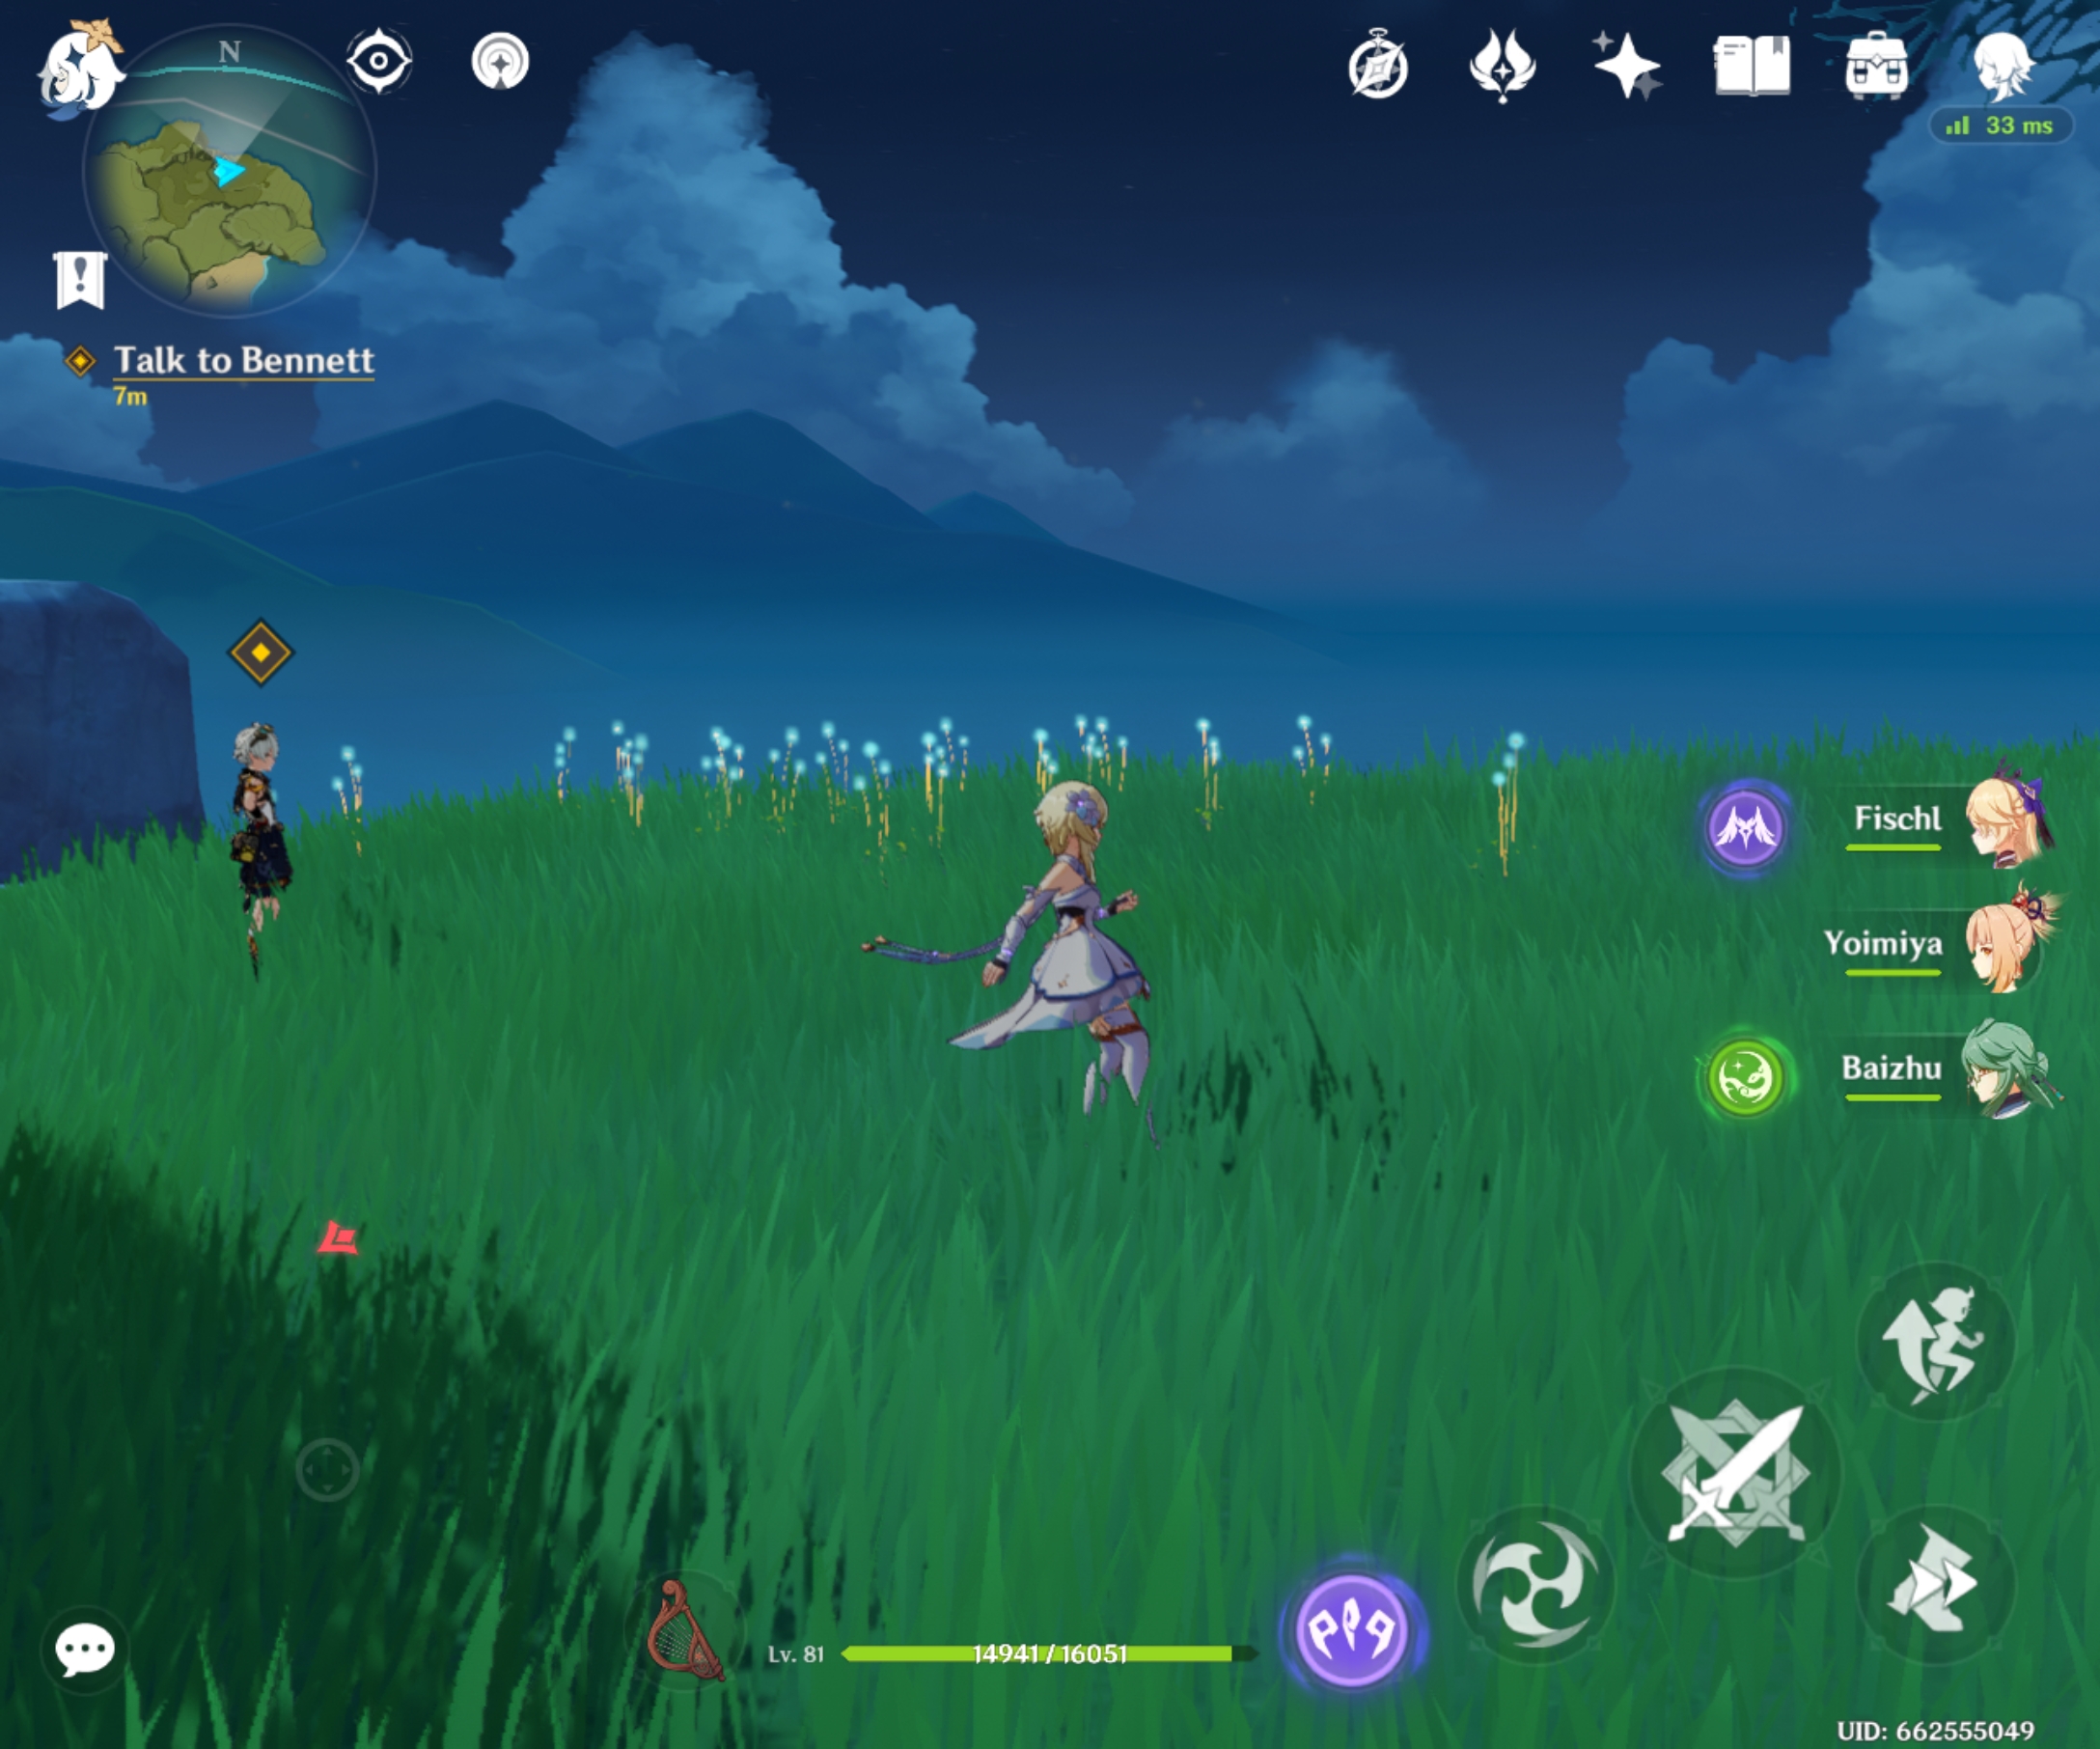 N
33 ms
Talk to Bennett
7m
Fischl
Yoimiya
Baizhu
Lv. 81
14941/16051
UID: 662555049